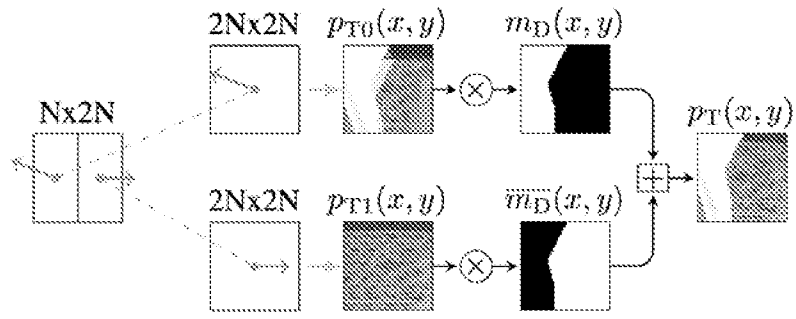 2Nx2N p_T0(x, y) m_D(x, y)
Nx2N
p_T(x, y)
2Nx2N p_T1(x, y) m̅_D̅(x, y)